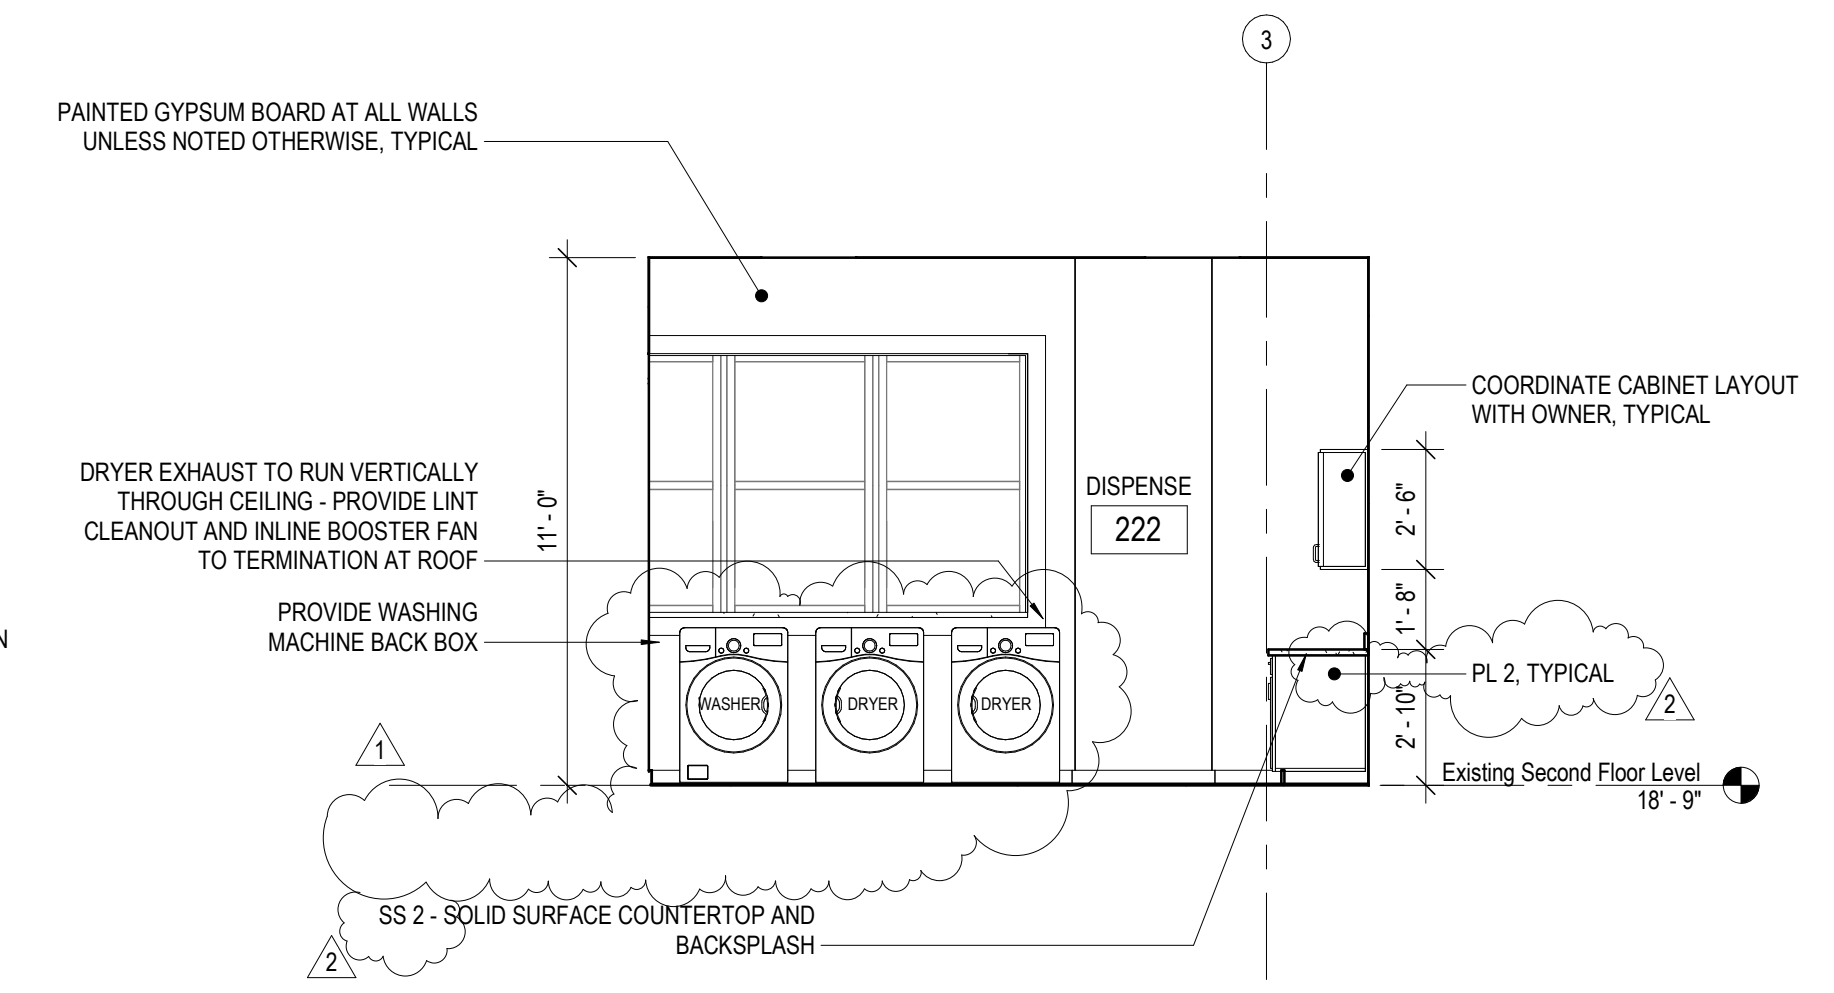 3
PAINTED GYPSUM BOARD AT ALL WALLS
UNLESS NOTED OTHERWISE, TYPICAL
COORDINATE CABINET LAYOUT
WITH OWNER, TYPICAL
DRYER EXHAUST TO RUN VERTICALLY
THROUGH CEILING - PROVIDE LINT
CLEANOUT AND INLINE BOOSTER FAN
TO TERMINATION AT ROOF
11' - 0"
DISPENSE
222
2' - 6"
1' - 8"
2' - 10"
PROVIDE WASHING
MACHINE BACK BOX
N
WASHER
DRYER
DRYER
PL 2, TYPICAL
2
1
Existing Second Floor Level
18' - 9"
SS 2 - SOLID SURFACE COUNTERTOP AND
BACKSPLASH
2